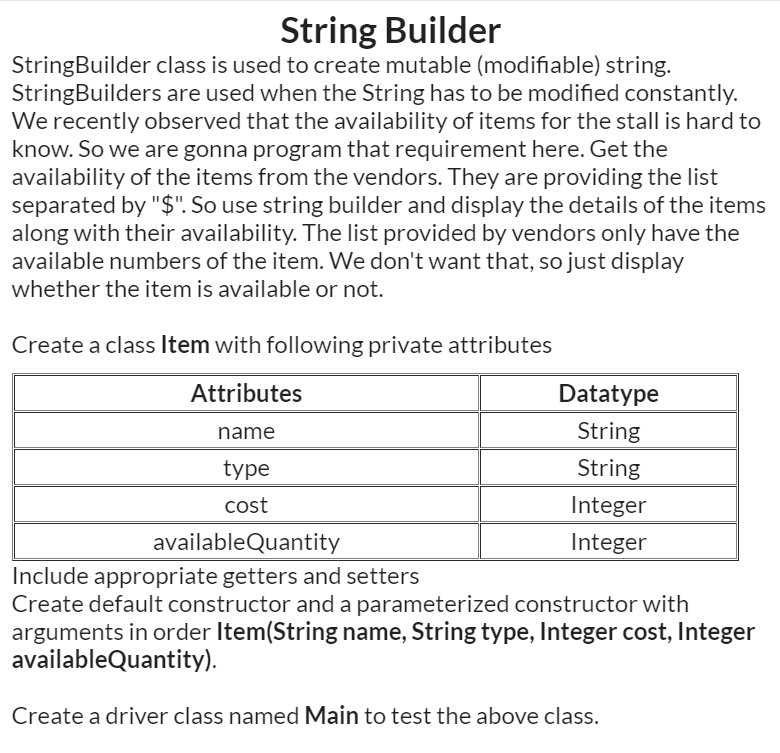 String Builder
StringBuilder class is used to create mutable (modifiable) string.
StringBuilders are used when the String has to be modified constantly.
We recently observed that the availability of items for the stall is hard to
know. So we are gonna program that requirement here. Get the
availability of the items from the vendors. They are providing the list
separated by "$". So use string builder and display the details of the items
along with their availability. The list provided by vendors only have the
available numbers of the item. We don't want that, so just display
whether the item is available or not.
Create a class Item with following private attributes
Attributes Datatype
name String
type String
cost Integer
availableQuantity Integer
Include appropriate getters and setters
Create default constructor and a parameterized constructor with
arguments in order Item(String name, String type, Integer cost, Integer
availableQuantity).
Create a driver class named Main to test the above class.